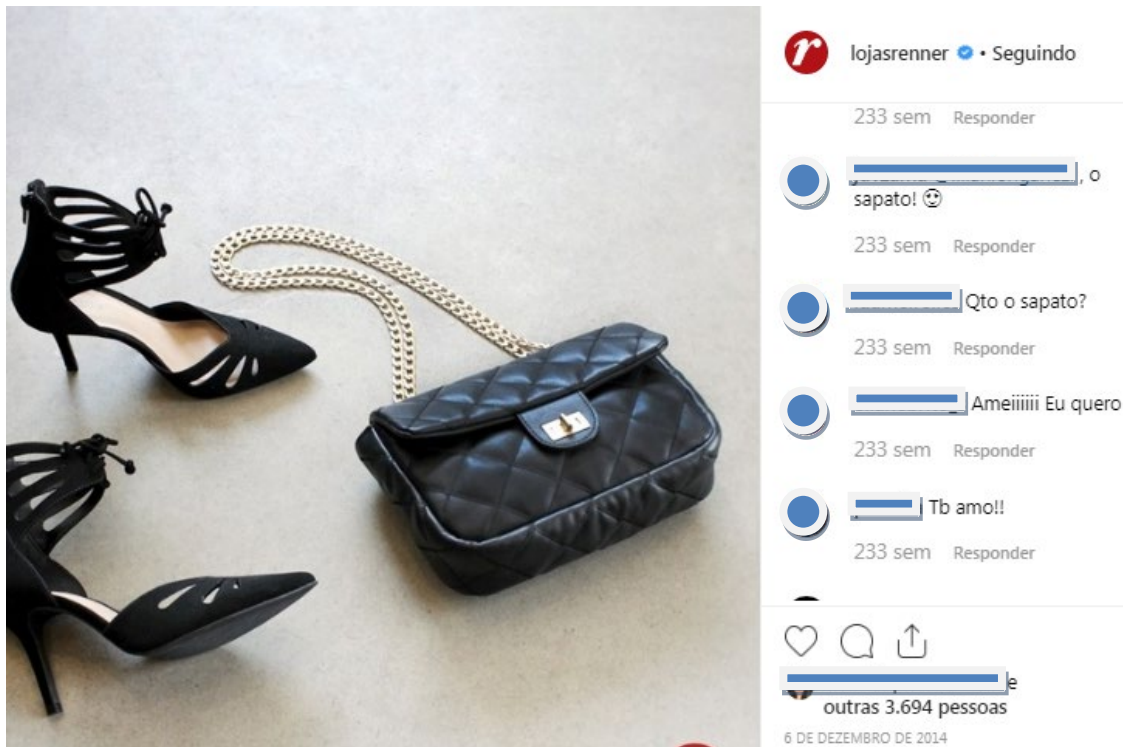 lojasrenner • Seguindo
233 sem Responder
, o
sapato!
233 sem Responder
Qto o sapato?
233 sem Responder
Ameiiiiii Eu quero
233 sem Responder
Tb amo!!
233 sem Responder
e
outras 3.694 pessoas
6 DE DEZEMBRO DE 2014